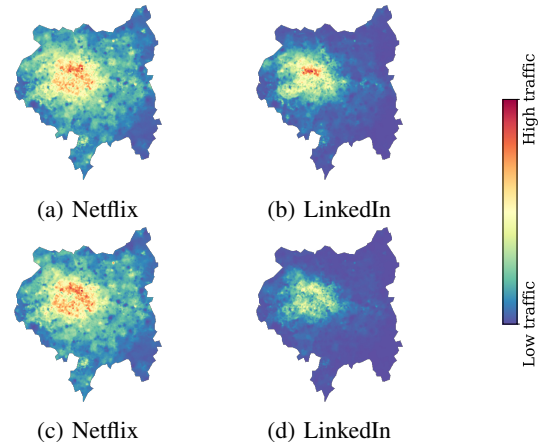 (a) Netflix
(b) LinkedIn
High traffic
Low traffic
(c) Netflix
(d) LinkedIn